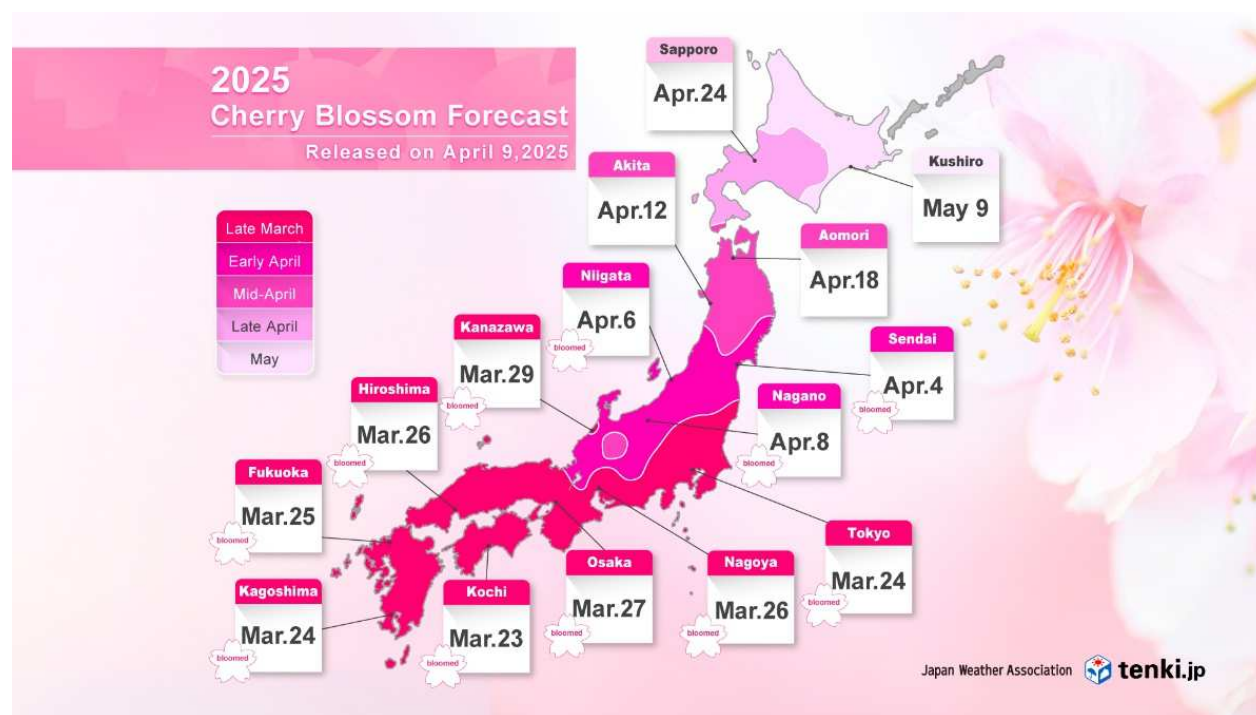 2025
Cherry Blossom Forecast
Released on April 9,2025
Late March
Early April
Mid-April
Late April
May
Sapporo
Apr.24
Kushiro
May 9
Akita
Apr.12
Aomori
Apr.18
Niigata
Apr.6
bloomed
Sendai
Apr.4
bloomed
Kanazawa
Mar.29
bloomed
Nagano
Apr.8
bloomed
Hiroshima
Mar.26
bloomed
Fukuoka
Mar.25
bloomed
Tokyo
Mar.24
bloomed
Kagoshima
Mar.24
bloomed
Kochi
Mar.23
bloomed
Osaka
Mar.27
bloomed
Nagoya
Mar.26
bloomed
Japan Weather Association
tenki.jp